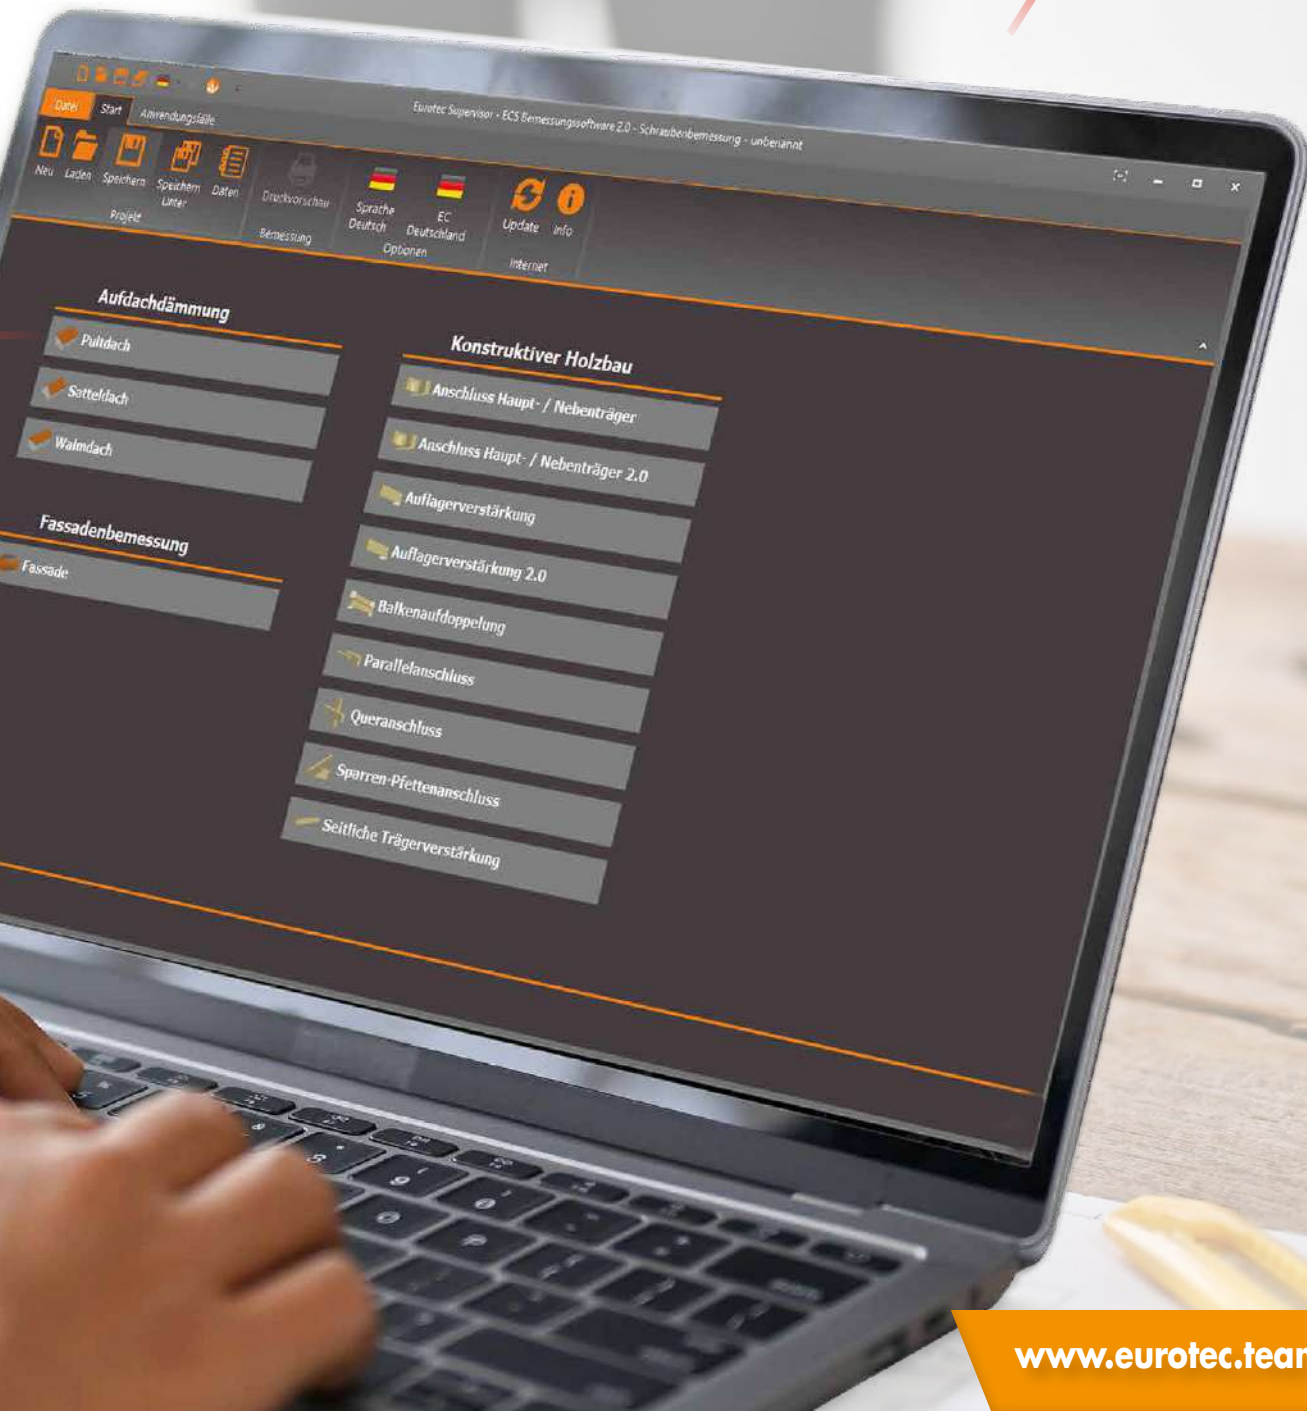 Eurotec Supervisor - ECS Bemessungssoftware 2.0 - Schraubenbemessung - unbenannt
Datei Start Anwendungsfälle
Neu Laden Speichern Speichern Unter Daten Druckvorschau Sprache Deutsch EC Deutschland Update Info
Projekt Bemessung Optionen Internet
Aufdachdämmung
Pultdach
Satteldach
Walmdach
Fassadenbemessung
Fassade
Konstruktiver Holzbau
Anschluss Haupt- / Nebenträger
Anschluss Haupt- / Nebenträger 2.0
Auflagerverstärkung
Auflagerverstärkung 2.0
Balkenaufdoppelung
Parallelanschluss
Queranschluss
Sparren-Pfettenanschluss
Seitliche Trägerverstärkung
www.eurotec.team